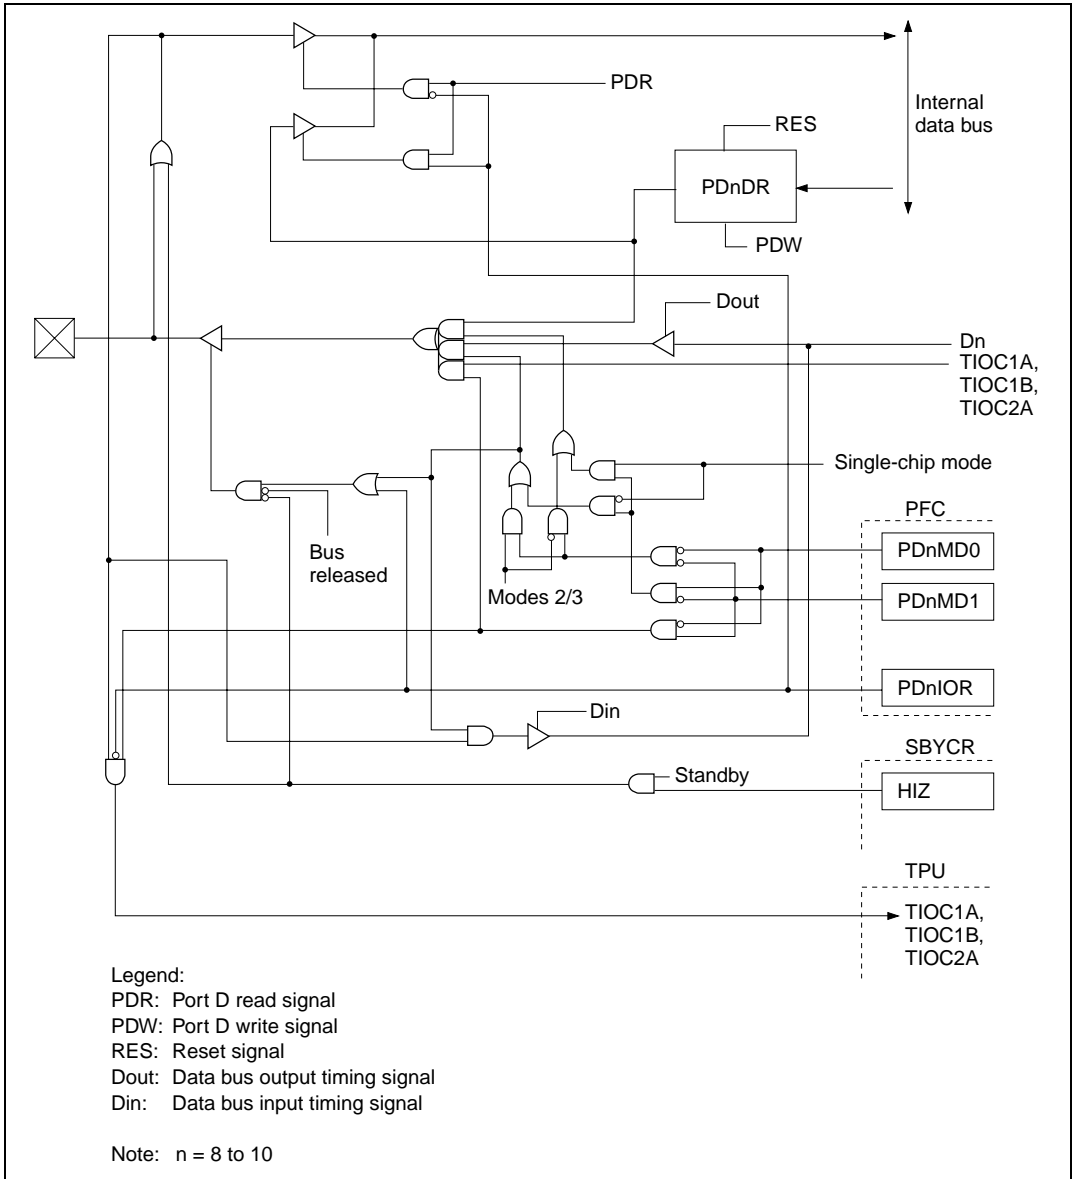 PDR
Internal
data bus
RES
PDnDR
PDW
Dout
Dn
TIOC1A,
TIOC1B,
TIOC2A
Single-chip mode
PFC
PDnMD0
Bus
released
Modes 2/3
PDnMD1
PDnIOR
Din
SBYCR
Standby
HIZ
TPU
TIOC1A,
TIOC1B,
TIOC2A
Legend:
PDR: Port D read signal
PDW: Port D write signal
RES: Reset signal
Dout: Data bus output timing signal
Din: Data bus input timing signal
Note: n = 8 to 10